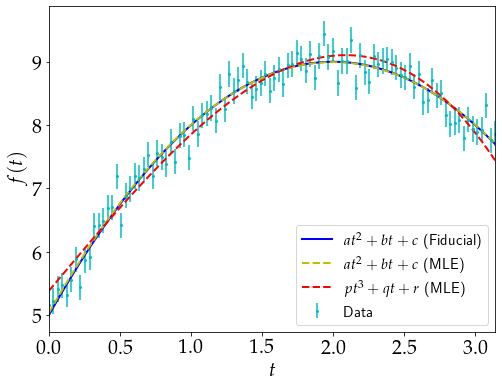 f(t)
9
8
7
6
5
0.0 0.5 1.0 1.5 2.0 2.5 3.0
t
at² + bt + c (Fiducial)
at² + bt + c (MLE)
pt³ + qt + r (MLE)
Data